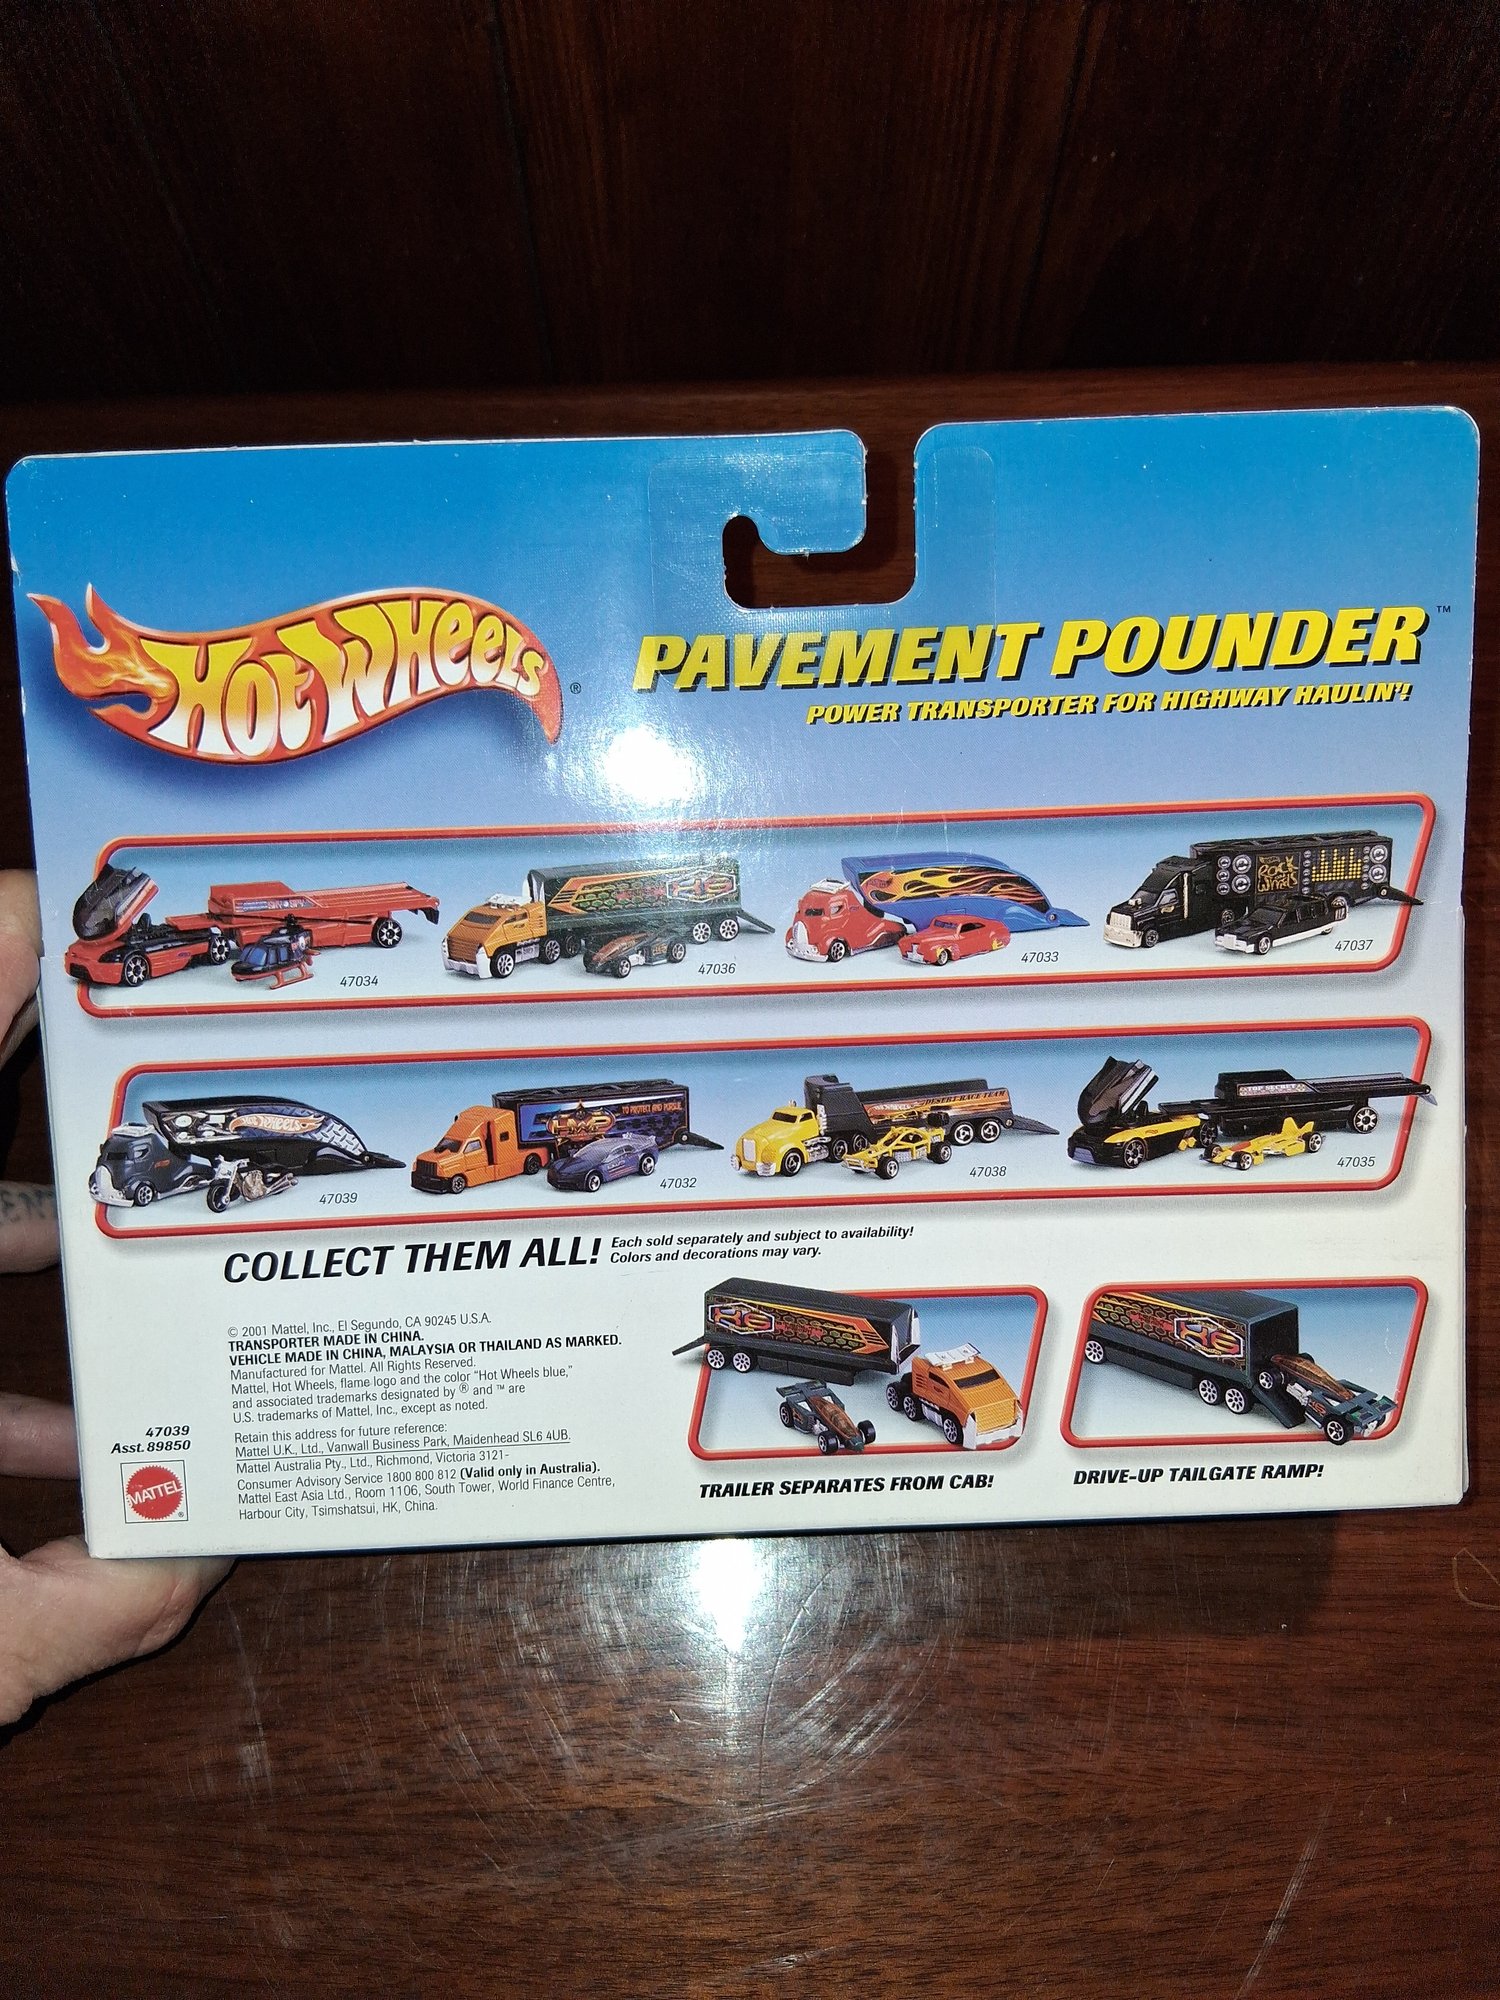 HOT WHEELS ®
PAVEMENT POUNDER ™
POWER TRANSPORTER FOR HIGHWAY HAULIN'!
47034
47036
ROCK
47033
47037
HOT WHEELS
47039
TO PROTECT AND PURSUE
HWP
47032
DESERT RACE TEAM
47038
TOP SECRET
47035
COLLECT THEM ALL!
Each sold separately and subject to availability!
Colors and decorations may vary.
© 2001 Mattel, Inc., El Segundo, CA 90245 U.S.A.
TRANSPORTER MADE IN CHINA.
VEHICLE MADE IN CHINA, MALAYSIA OR THAILAND AS MARKED.
Manufactured for Mattel. All Rights Reserved.
Mattel, Hot Wheels, flame logo and the color "Hot Wheels blue,"
and associated trademarks designated by ® and ™ are
U.S. trademarks of Mattel, Inc., except as noted.
Retain this address for future reference:
Mattel U.K., Ltd., Vanwall Business Park, Maidenhead SL6 4UB.
Mattel Australia Pty., Ltd., Richmond, Victoria 3121-
Consumer Advisory Service 1800 800 812 (Valid only in Australia).
Mattel East Asia Ltd., Room 1106, South Tower, World Finance Centre,
Harbour City, Tsimshatsui, HK, China.
47039
Asst. 89850
MATTEL ®
TRAILER SEPARATES FROM CAB!
DRIVE-UP TAILGATE RAMP!